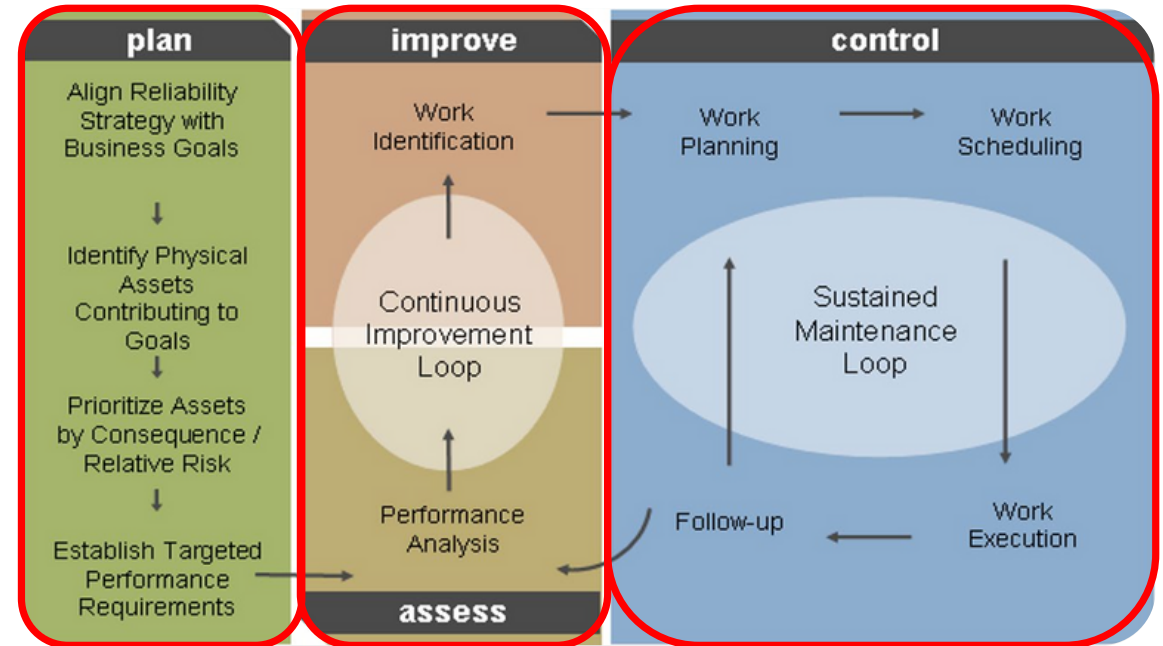 plan
Align Reliability
Strategy with
Business Goals
Identify Physical
Assets
Contributing to
Goals
Prioritize Assets
by Consequence /
Relative Risk
Establish Targeted
Performance
Requirements
improve
Work
Identification
Continuous
Improvement
Loop
Performance
Analysis
assess
control
Work
Planning
Work
Scheduling
Sustained
Maintenance
Loop
Follow-up
Work
Execution